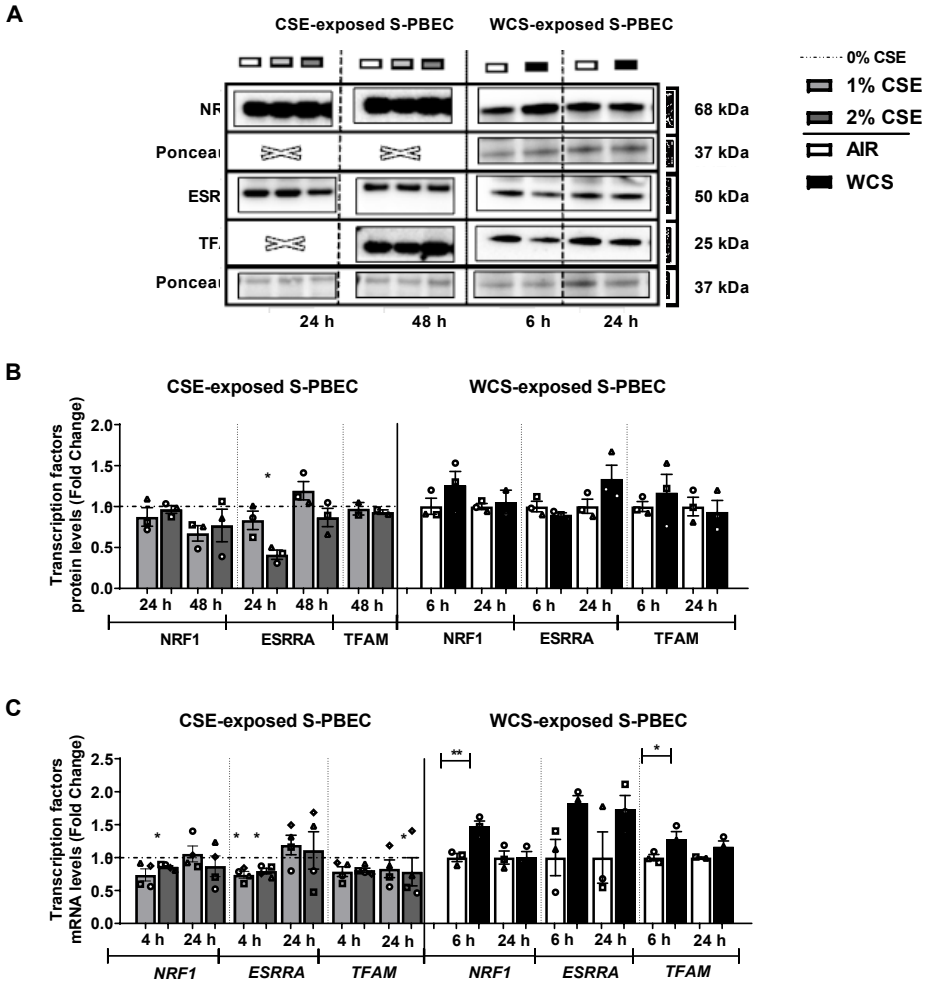 A
CSE-exposed S-PBEC WCS-exposed S-PBEC
0% CSE
1% CSE
2% CSE
AIR
WCS
NR 68 kDa
Poncea 37 kDa
ESR 50 kDa
TF. 25 kDa
Poncea 37 kDa
24 h 48 h 6 h 24 h
B
CSE-exposed S-PBEC WCS-exposed S-PBEC
Transcription factors
protein levels (Fold Change)
2.0
1.5
*
1.0
0.5
0.0
24 h 48 h 24 h 48 h 48 h 6 h 24 h 6 h 24 h 6 h 24 h
NRF1 ESRRA TFAM NRF1 ESRRA TFAM
C
CSE-exposed S-PBEC WCS-exposed S-PBEC
Transcription factors
mRNA levels (Fold Change)
** *
2.5
2.0
1.5
* * * *
1.0
0.5
0.0
4 h 24 h 4 h 24 h 4 h 24 h 6 h 24 h 6 h 24 h 6 h 24 h
NRF1 ESRRA TFAM NRF1 ESRRA TFAM